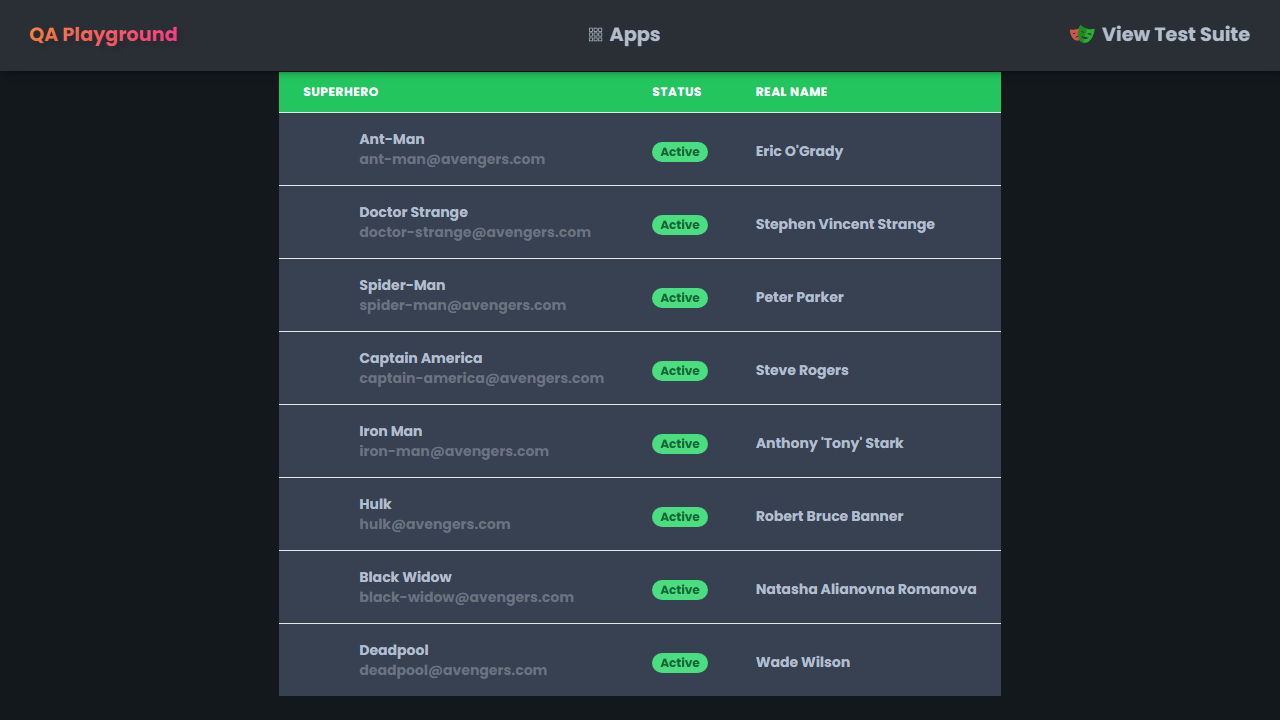 QA Playground
Apps
View Test Suite
SUPERHERO STATUS REAL NAME
Ant-Man
ant-man@avengers.com
Active
Eric O'Grady
Doctor Strange
doctor-strange@avengers.com
Active
Stephen Vincent Strange
Spider-Man
spider-man@avengers.com
Active
Peter Parker
Captain America
captain-america@avengers.com
Active
Steve Rogers
Iron Man
iron-man@avengers.com
Active
Anthony 'Tony' Stark
Hulk
hulk@avengers.com
Active
Robert Bruce Banner
Black Widow
black-widow@avengers.com
Active
Natasha Alianovna Romanova
Deadpool
deadpool@avengers.com
Active
Wade Wilson